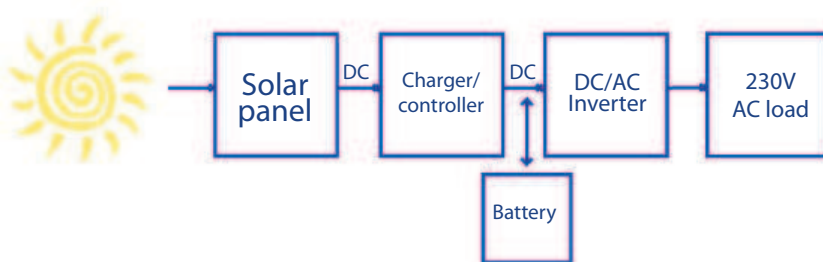 Solar
panel
DC
Charger/
controller
DC
DC/AC
Inverter
230V
AC load
Battery